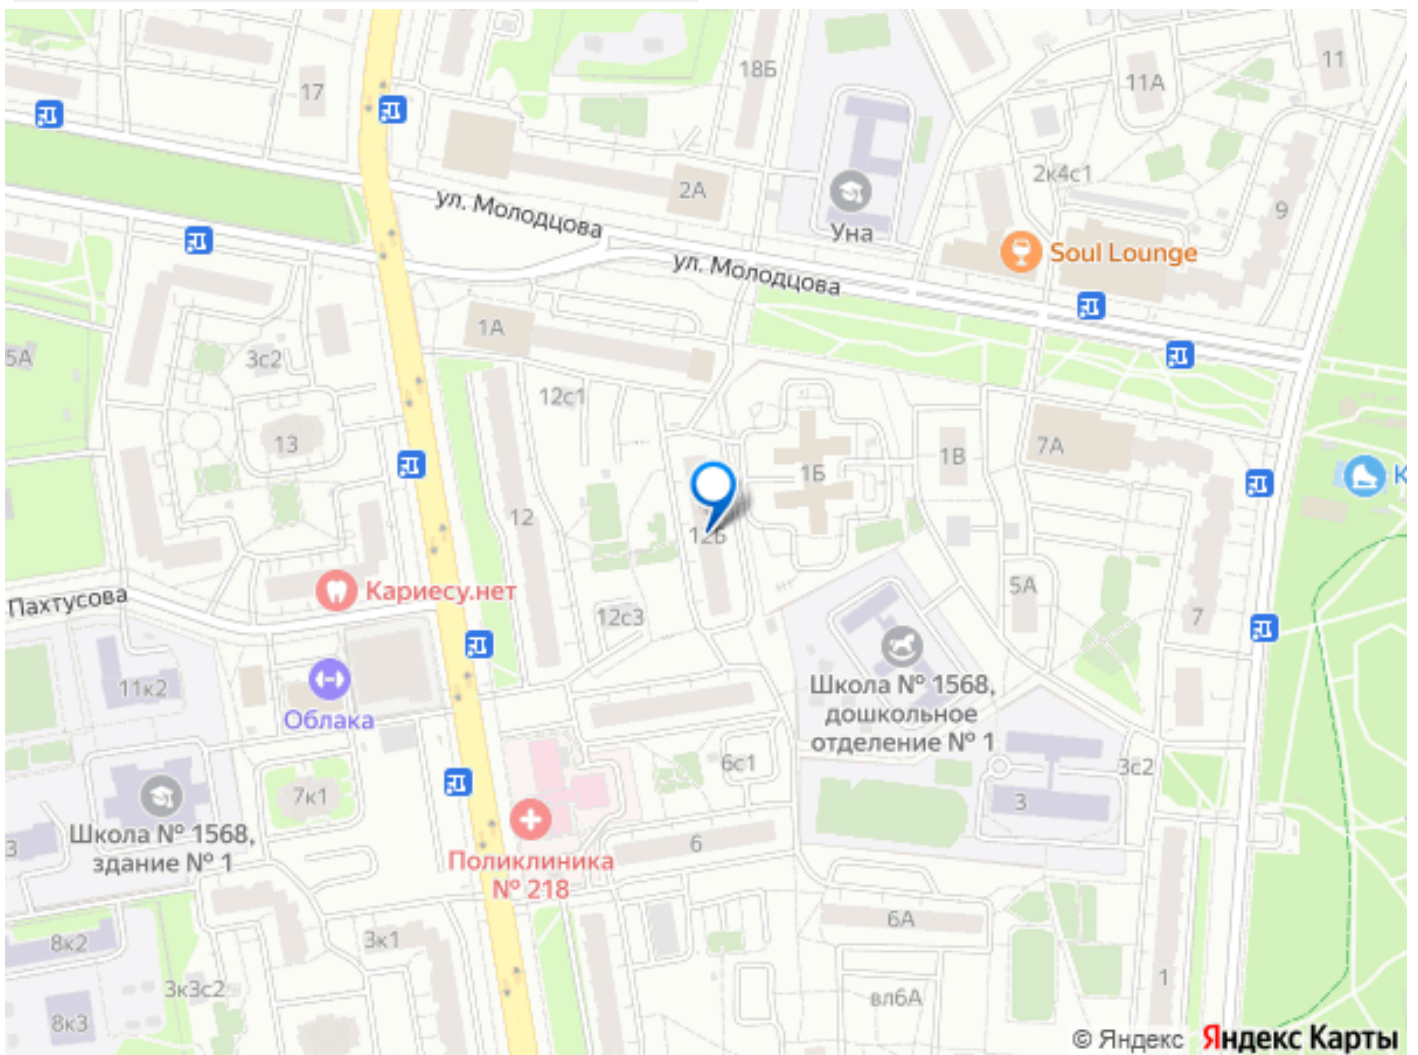 17
18Б
11А
11
2А
2к4с1
9
ул. Молодцова
Уна
Soul Lounge
ул. Молодцова
1А
5А
3с2
12с1
13
1Б
1В
7А
К
12
12Б
Пахтусова
Кариесу.нет
12с3
5А
7
11к2
Облака
Школа № 1568,
дошкольное
отделение № 1
6с1
3с2
7к1
3
Школа № 1568,
здание № 1
3
Поликлиника
№ 218
6
6А
8к2
3к1
3к3с2
вл6А
1
8к3
© Яндекс Яндекс Карты